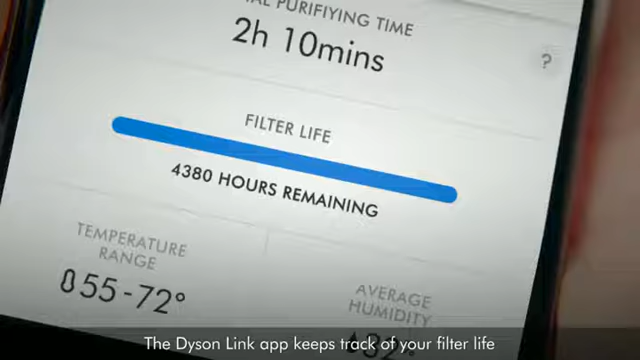 PURIFIYING TIME
2h 10mins
?
FILTER LIFE
4380 HOURS REMAINING
TEMPERATURE
RANGE
55-72°
AVERAGE
HUMIDITY
The Dyson Link app keeps track of your filter life